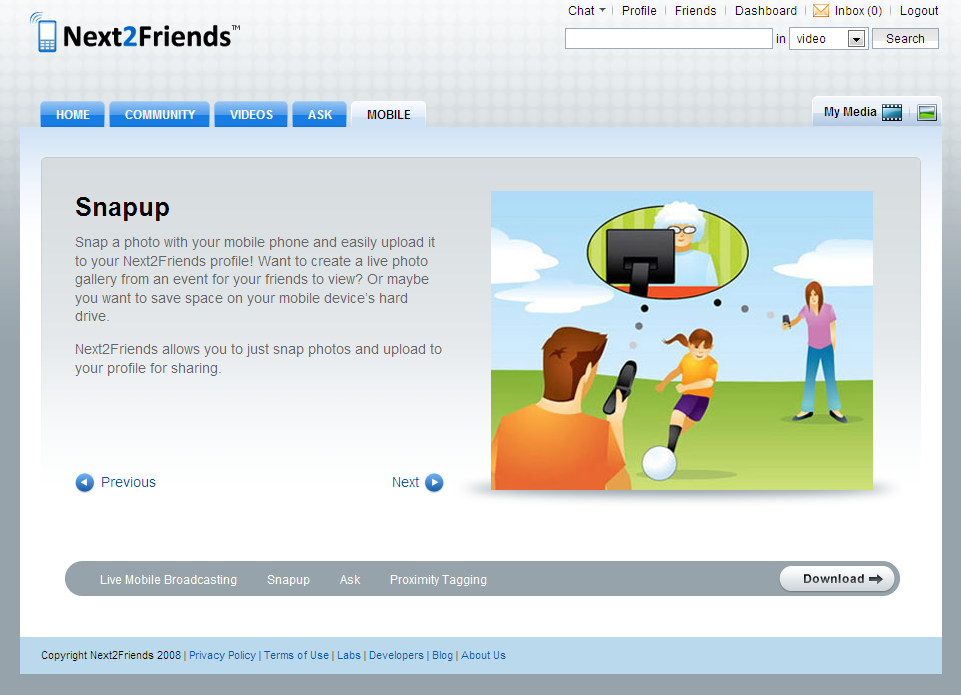 Next2Friends™
Chat Profile Friends Dashboard Inbox (0) Logout
in video Search
HOME COMMUNITY VIDEOS ASK MOBILE My Media
Snapup
Snap a photo with your mobile phone and easily upload it
to your Next2Friends profile! Want to create a live photo
gallery from an event for your friends to view? Or maybe
you want to save space on your mobile device's hard
drive.
Next2Friends allows you to just snap photos and upload to
your profile for sharing.
Previous Next
Live Mobile Broadcasting Snapup Ask Proximity Tagging Download
Copyright Next2Friends 2008 | Privacy Policy | Terms of Use | Labs | Developers | Blog | About Us